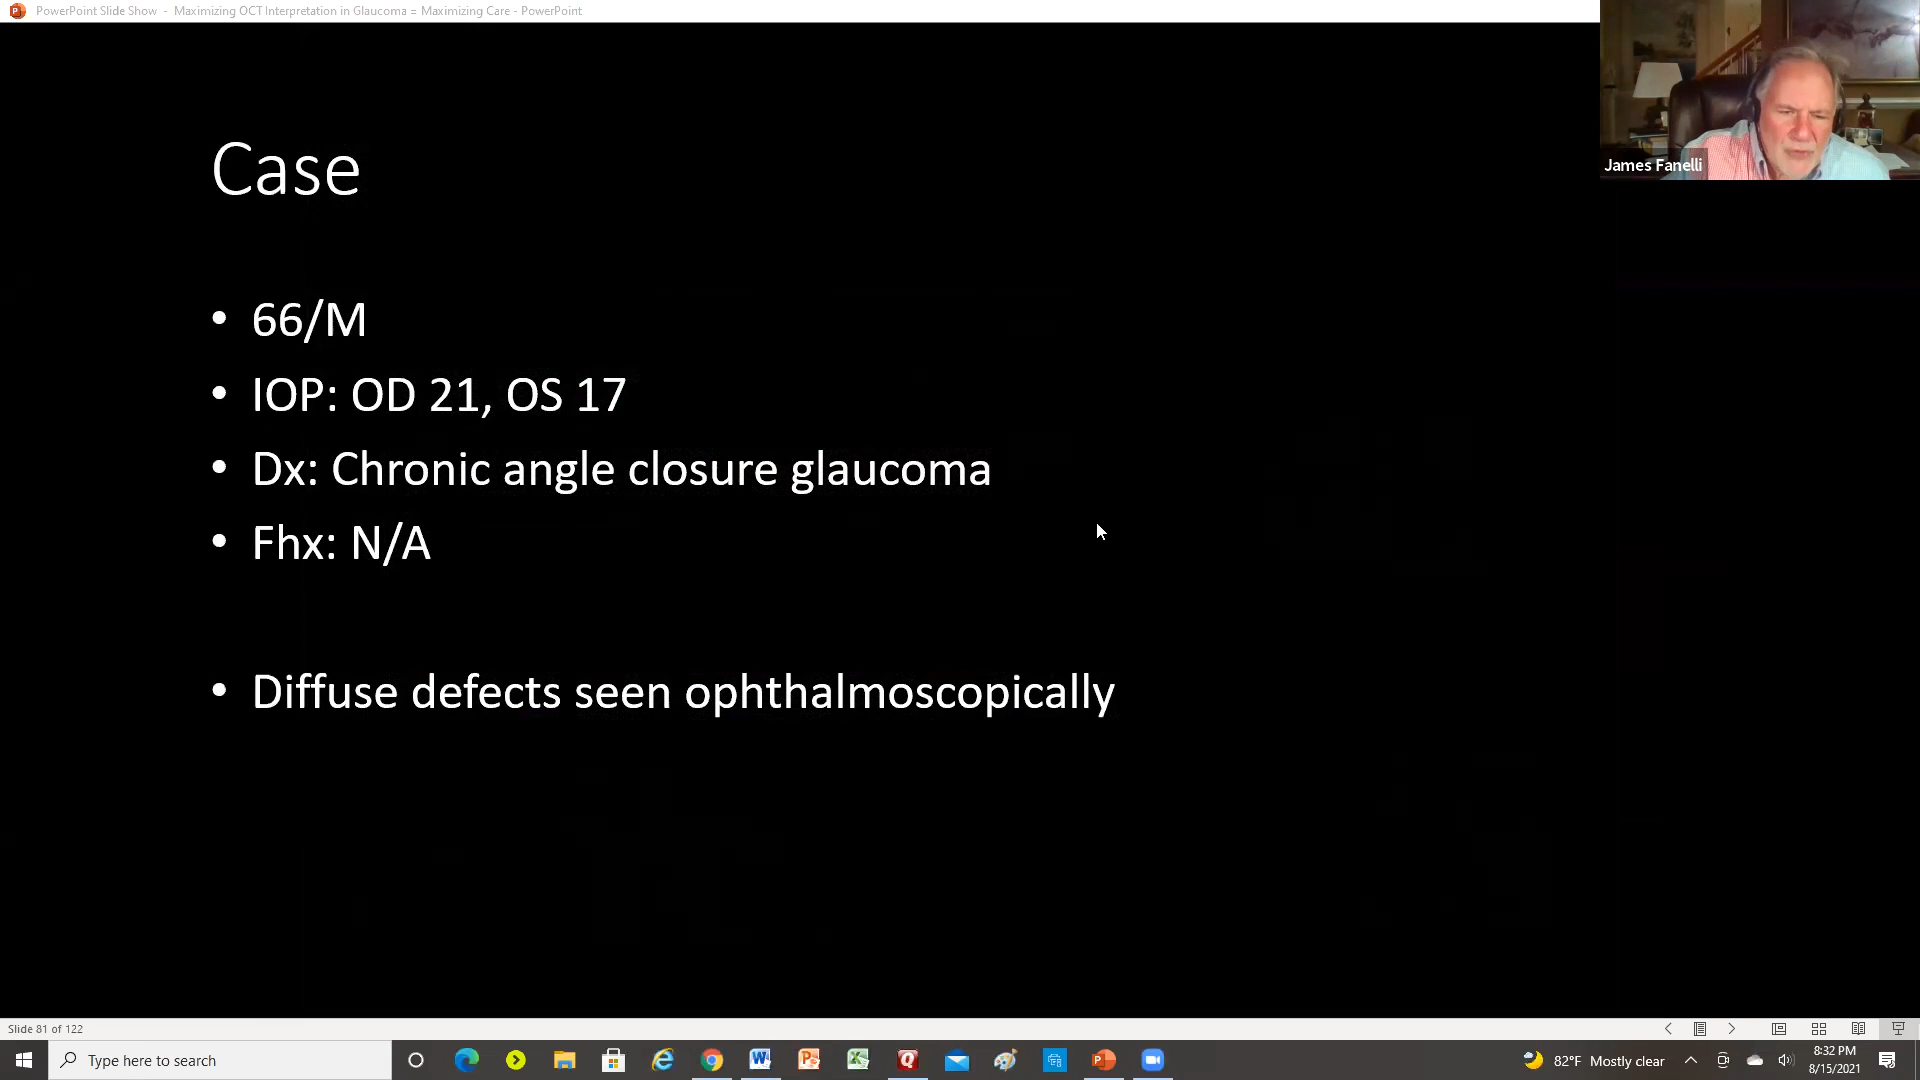 PowerPoint Slide Show - Maximizing OCT Interpretation in Glaucoma = Maximizing Care - PowerPoint
James Fanelli
Case
• 66/M
• IOP: OD 21, OS 17
• Dx: Chronic angle closure glaucoma
• Fhx: N/A
• Diffuse defects seen ophthalmoscopically
Slide 81 of 122
Type here to search
82°F Mostly clear
8:32 PM
8/15/2021